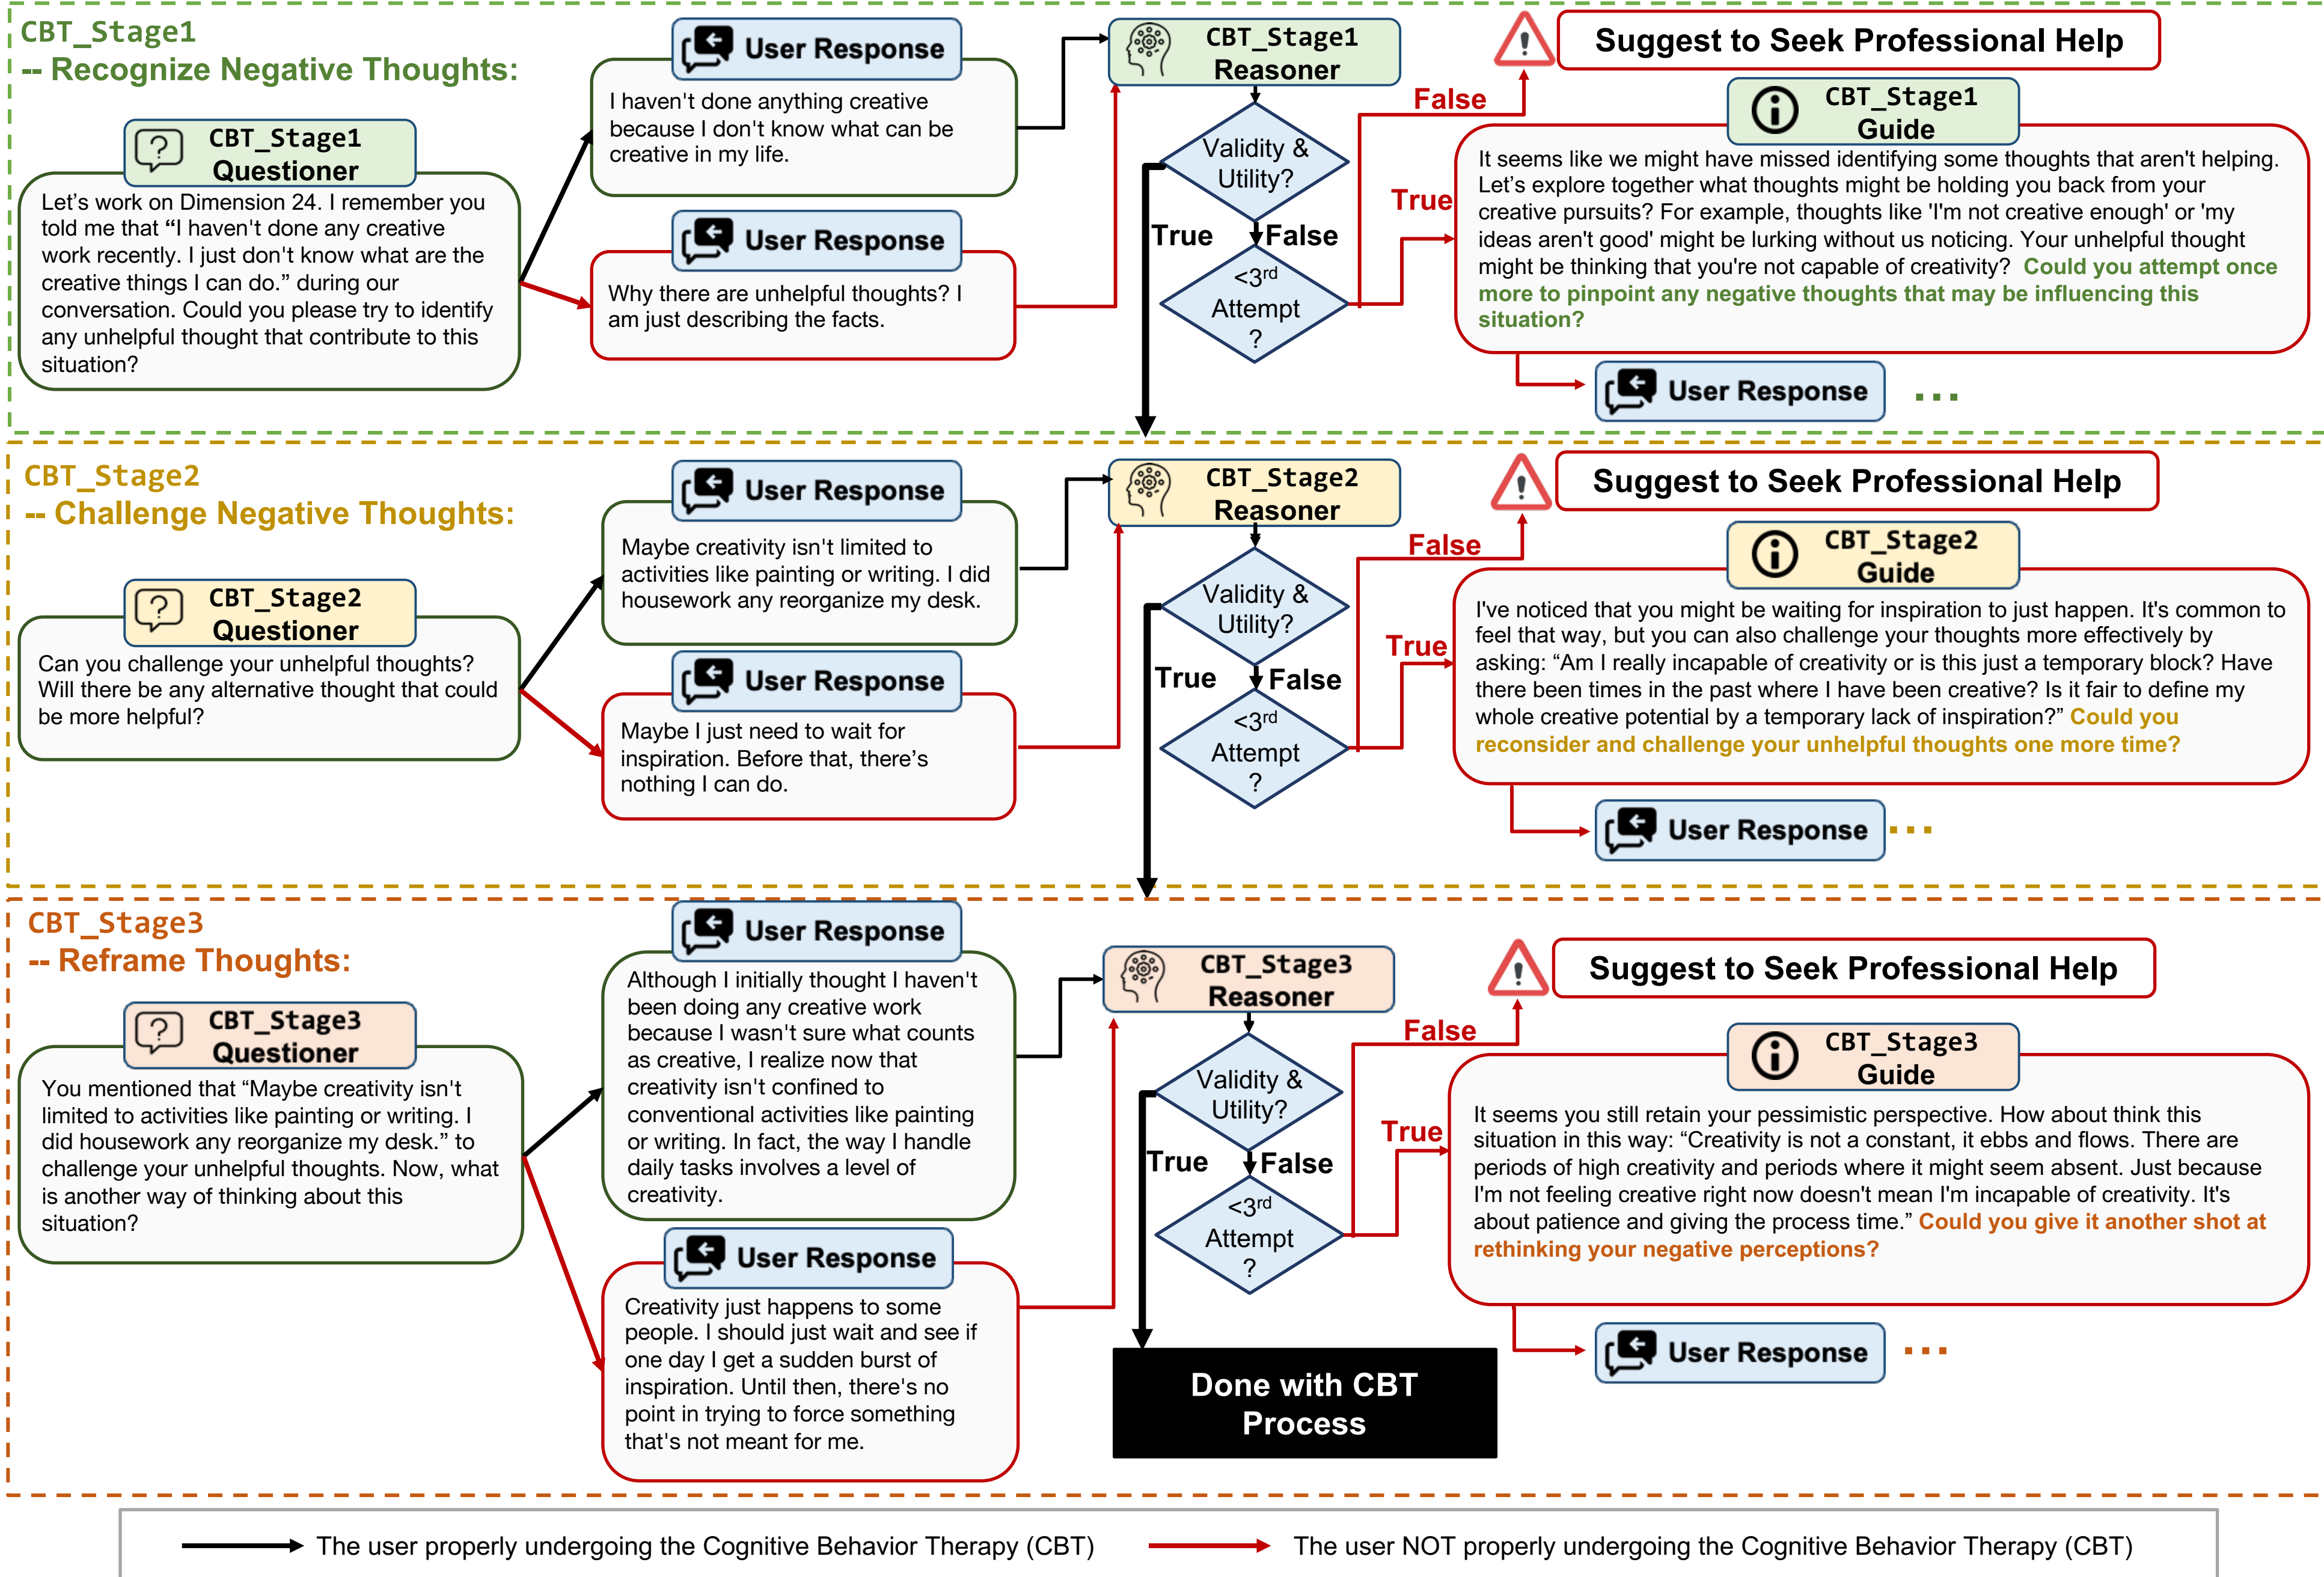 CBT_Stage1
-- Recognize Negative Thoughts:
CBT_Stage1
Questioner
Let's work on Dimension 24. I remember you
told me that “I haven't done any creative
work recently. I just don't know what are the
creative things I can do.” during our
conversation. Could you please try to identify
any unhelpful thought that contribute to this
situation?
User Response
I haven't done anything creative
because I don't know what can be
creative in my life.
User Response
Why there are unhelpful thoughts? I
am just describing the facts.
CBT_Stage1
Reasoner
Validity &
Utility?
True
False
<3rd
Attempt
?
False
True
Suggest to Seek Professional Help
CBT_Stage1
Guide
It seems like we might have missed identifying some thoughts that aren't helping.
Let's explore together what thoughts might be holding you back from your
creative pursuits? For example, thoughts like 'I'm not creative enough' or 'my
ideas aren't good' might be lurking without us noticing. Your unhelpful thought
might be thinking that you're not capable of creativity? Could you attempt once
more to pinpoint any negative thoughts that may be influencing this
situation?
User Response ...
CBT_Stage2
-- Challenge Negative Thoughts:
CBT_Stage2
Questioner
Can you challenge your unhelpful thoughts?
Will there be any alternative thought that could
be more helpful?
User Response
Maybe creativity isn't limited to
activities like painting or writing. I did
housework any reorganize my desk.
User Response
Maybe I just need to wait for
inspiration. Before that, there's
nothing I can do.
CBT_Stage2
Reasoner
Validity &
Utility?
True
False
<3rd
Attempt
?
False
True
Suggest to Seek Professional Help
CBT_Stage2
Guide
I've noticed that you might be waiting for inspiration to just happen. It's common to
feel that way, but you can also challenge your thoughts more effectively by
asking: “Am I really incapable of creativity or is this just a temporary block? Have
there been times in the past where I have been creative? Is it fair to define my
whole creative potential by a temporary lack of inspiration?” Could you
reconsider and challenge your unhelpful thoughts one more time?
User Response ...
CBT_Stage3
-- Reframe Thoughts:
CBT_Stage3
Questioner
You mentioned that “Maybe creativity isn't
limited to activities like painting or writing. I
did housework any reorganize my desk.” to
challenge your unhelpful thoughts. Now, what
is another way of thinking about this
situation?
User Response
Although I initially thought I haven't
been doing any creative work
because I wasn't sure what counts
as creative, I realize now that
creativity isn't confined to
conventional activities like painting
or writing. In fact, the way I handle
daily tasks involves a level of
creativity.
User Response
Creativity just happens to some
people. I should just wait and see if
one day I get a sudden burst of
inspiration. Until then, there's no
point in trying to force something
that's not meant for me.
CBT_Stage3
Reasoner
Validity &
Utility?
True
False
<3rd
Attempt
?
False
True
Done with CBT
Process
Suggest to Seek Professional Help
CBT_Stage3
Guide
It seems you still retain your pessimistic perspective. How about think this
situation in this way: “Creativity is not a constant, it ebbs and flows. There are
periods of high creativity and periods where it might seem absent. Just because
I'm not feeling creative right now doesn't mean I'm incapable of creativity. It's
about patience and giving the process time.” Could you give it another shot at
rethinking your negative perceptions?
User Response ...
The user properly undergoing the Cognitive Behavior Therapy (CBT)
The user NOT properly undergoing the Cognitive Behavior Therapy (CBT)